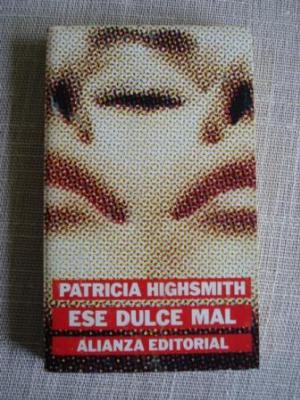 PATRICIA HIGHSMITH
ESE DULCE MAL
ALIANZA EDITORIAL